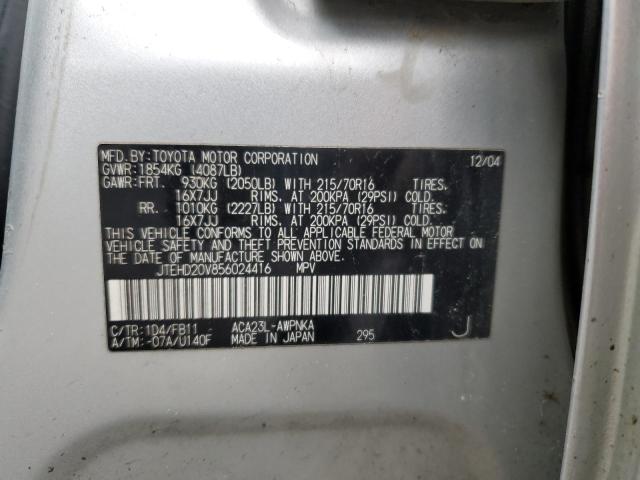 MFD.BY:TOYOTA MOTOR CORPORATION 12/04
GVWR:1854KG (4087LB)
GAWR:FRT. 930KG (2050LB) WITH 215/70R16 TIRES.
16X7JJ RIMS. AT 200KPA (29PSI) COLD.
RR. 1010KG (2227LB) WITH 215/70R16 TIRES.
16X7JJ RIMS. AT 200KPA (29PSI) COLD.
THIS VEHICLE CONFORMS TO ALL APPLICABLE FEDERAL MOTOR
VEHICLE SAFETY AND THEFT PREVENTION STANDARDS IN EFFECT ON
THE DATE OF MANUFACTURE SHOWN ABOVE.
JTEHD20V856024416 MPV
C/TR:1D4/FB11 ACA23L-AWPNKA
A/TM:-07A/U140F MADE IN JAPAN 295 J